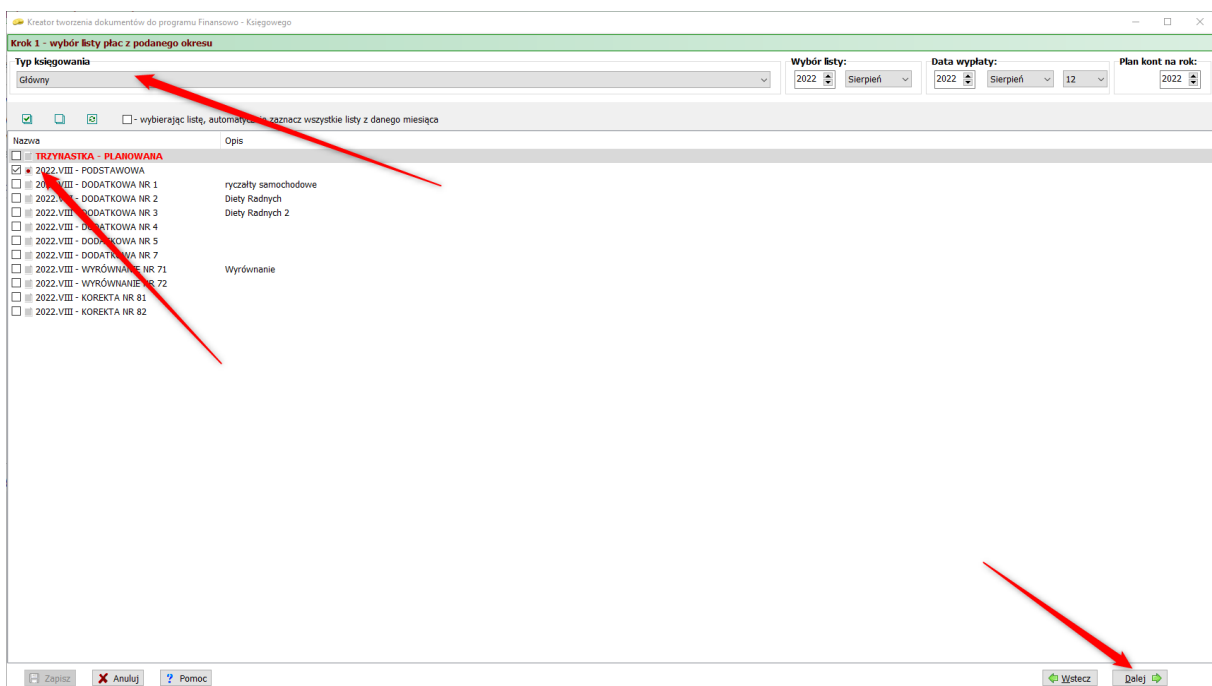 Kreator tworzenia dokumentów do programu Finansowo - Księgowego
Krok 1 - wybór listy płac z podanego okresu
Typ księgowania Wybór listy: Data wypłaty: Plan kont na rok:
Główny 2022 Sierpień 2022 Sierpień 12 2022
- wybierając listę, automatycznie zaznacz wszystkie listy z danego miesiąca
Nazwa Opis
TRZYNASTKA - PLANOWANA
2022.VIII - PODSTAWOWA
2022.VIII - DODATKOWA NR 1 ryczałty samochodowe
2022.VIII - DODATKOWA NR 2 Diety Radnych
2022.VIII - DODATKOWA NR 3 Diety Radnych 2
2022.VIII - DODATKOWA NR 4
2022.VIII - DODATKOWA NR 5
2022.VIII - DODATKOWA NR 7
2022.VIII - WYRÓWNANIE NR 71 Wyrównanie
2022.VIII - WYRÓWNANIE NR 72
2022.VIII - KOREKTA NR 81
2022.VIII - KOREKTA NR 82
Zapisz Anuluj Pomoc Wstecz Dalej